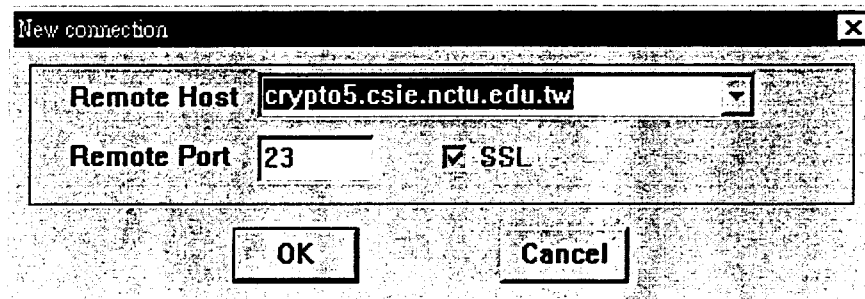 New connection
Remote Host crypto5.csie.nctu.edu.tw
Remote Port 23 SSL
OK Cancel